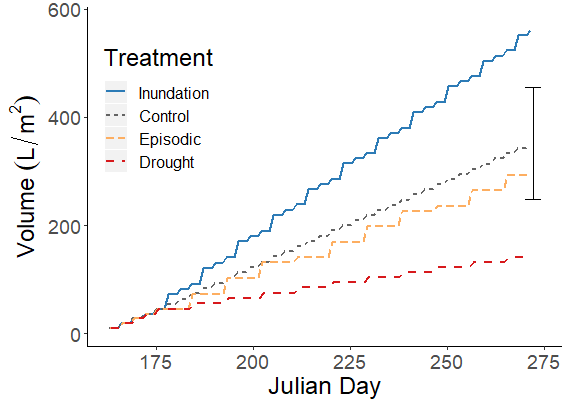 600
400
200
0
Volume (L/m²)
Treatment
Inundation
Control
Episodic
Drought
175 200 225 250 275
Julian Day